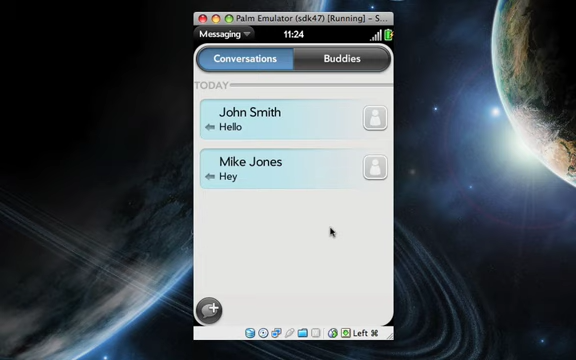 Palm Emulator (sdk47) [Running] – S...
Messaging
11:24
Conversations
Buddies
TODAY
John Smith
Hello
Mike Jones
Hey
Left ⌘